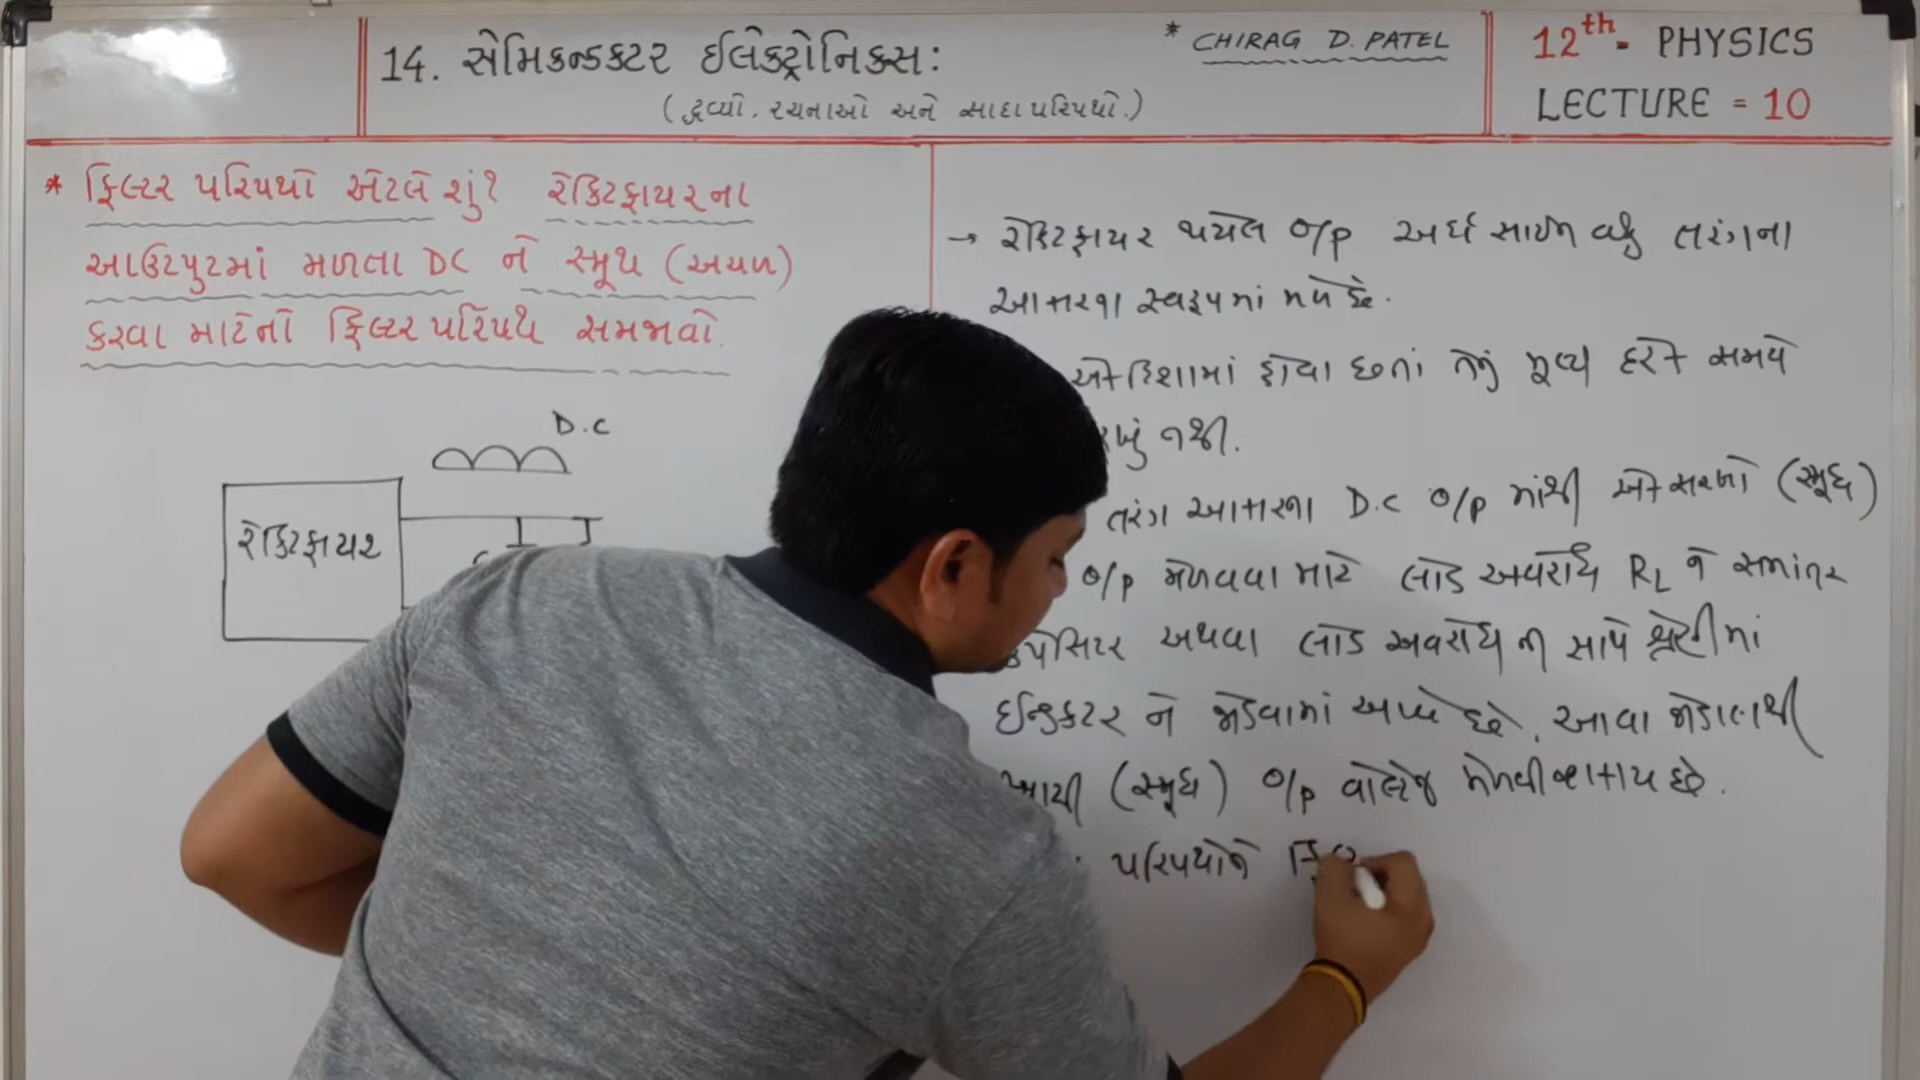 14. સેમિકન્ડક્ટર ઈલેક્ટ્રોનિક્સ:
(દ્રવ્યો. રચનાઓ અને સાદા પરિપથો.)
* CHIRAG D. PATEL
12th - PHYSICS
LECTURE = 10
* ફિલ્ટર પરિપથો એટલે શું? રેક્ટિફાયરના
આઉટપુટમાં મળતા DC ને સ્મૂથ (અચળ)
કરવા માટેનો ફિલ્ટર પરિપથ સમજાવો.
D.C
રેક્ટિફાયર
→ રેક્ટિફાયર થયેલ o/p અર્ધ સાઈન વક્ર તરંગના
આકારના સ્વરૂપમાં મળે છે.
એક દિશામાં હોવા છતાં તેનું મૂલ્ય દરેક સમયે
નથી.
તરંગ આકારના D.C o/p માંથી એક સરખો (સ્મૂથ)
o/p મેળવવા માટે લોડ અવરોધ RL ને સમાંતર
કેપેસિટર અથવા લોડ અવરોધ ની સાથે શ્રેણીમાં
ઈન્ડક્ટર ને જોડવામાં આવે છે. આવા જોડાણથી
(સ્મૂથ) o/p વોલ્ટેજ મેળવી શકાય છે.
પરિપથોને ફિલ્